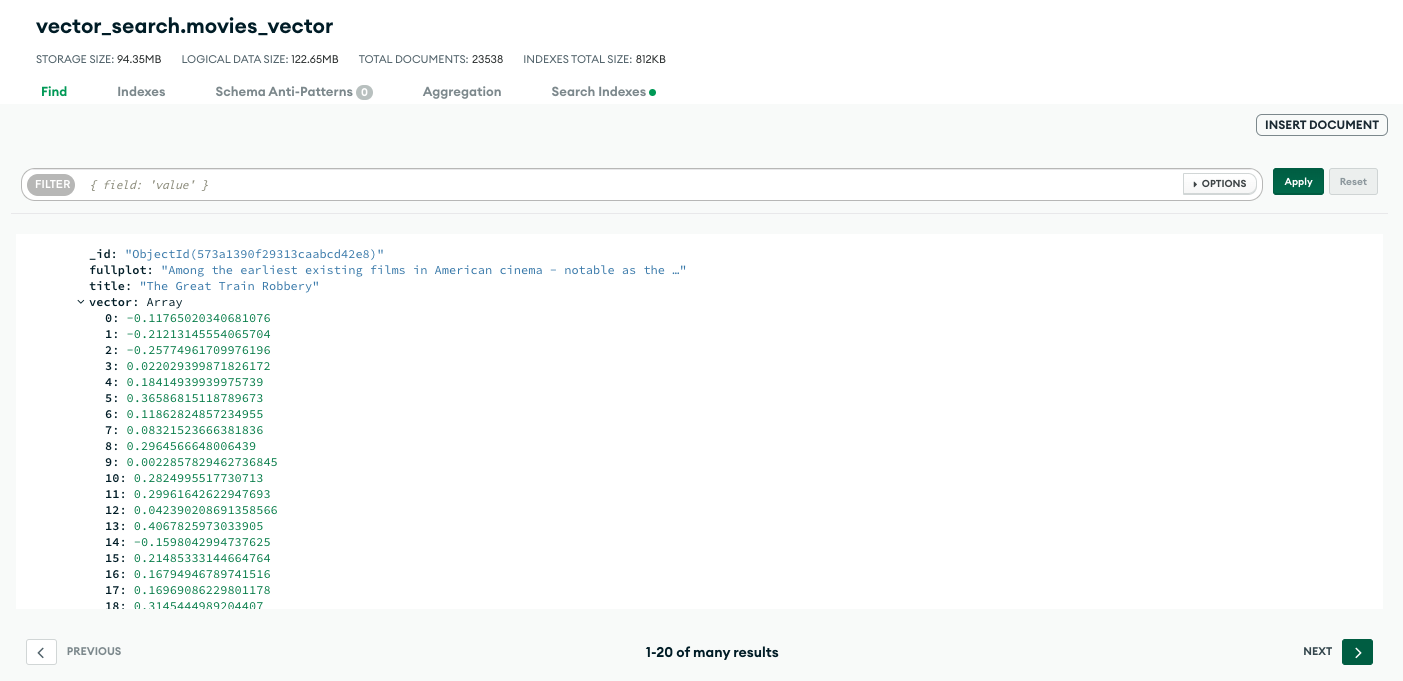 vector_search.movies_vector
STORAGE SIZE: 94.35MB LOGICAL DATA SIZE: 122.65MB TOTAL DOCUMENTS: 23538 INDEXES TOTAL SIZE: 812KB
Find Indexes Schema Anti-Patterns 0 Aggregation Search Indexes
INSERT DOCUMENT
FILTER { field: 'value' } OPTIONS Apply Reset
_id: "ObjectId(573a1390f29313caabcd42e8)"
fullplot: "Among the earliest existing films in American cinema - notable as the …"
title: "The Great Train Robbery"
vector: Array
0: -0.11765020340681076
1: -0.21213145554065704
2: -0.25774961709976196
3: 0.022029399871826172
4: 0.18414939939975739
5: 0.36586815118789673
6: 0.11862824857234955
7: 0.08321523666381836
8: 0.2964566648006439
9: 0.0022857829462736845
10: 0.2824995517730713
11: 0.29961642622947693
12: 0.042390208691358566
13: 0.4067825973033905
14: -0.1598042994737625
15: 0.21485333144664764
16: 0.16794946789741516
17: 0.16969086229801178
18: 0.3145444989204407
PREVIOUS 1-20 of many results NEXT